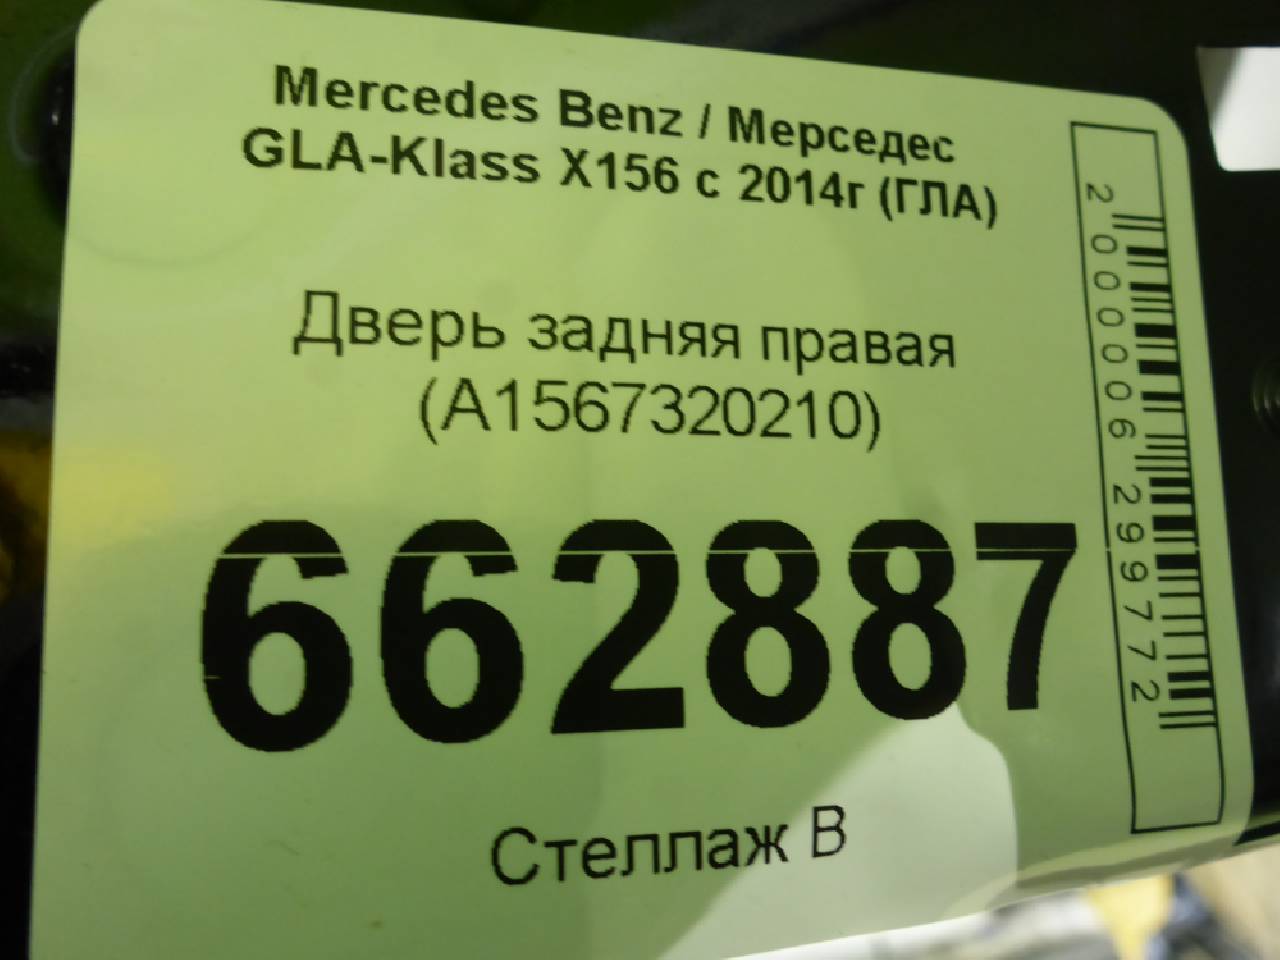 Mercedes Benz / Мерседес
GLA-Klass X156 с 2014г (ГЛА)
Дверь задняя правая
(A1567320210)
662887
Стеллаж B
2000006299772